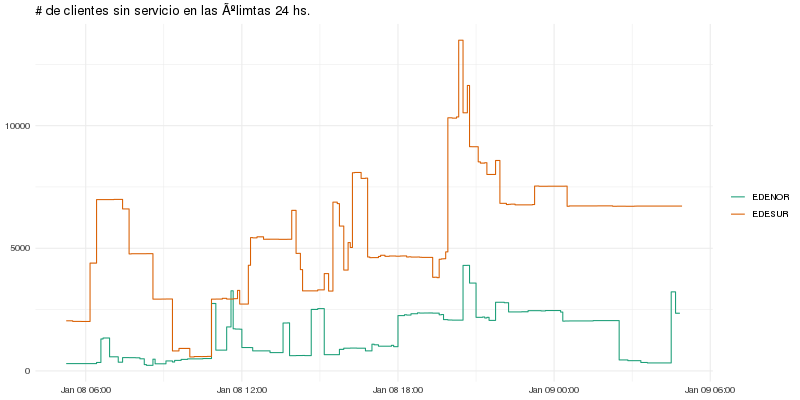 # de clientes sin servicio en las Ãºlimtas 24 hs.
10000
5000
0
Jan 08 06:00
Jan 08 12:00
Jan 08 18:00
Jan 09 00:00
Jan 09 06:00
EDENOR
EDESUR